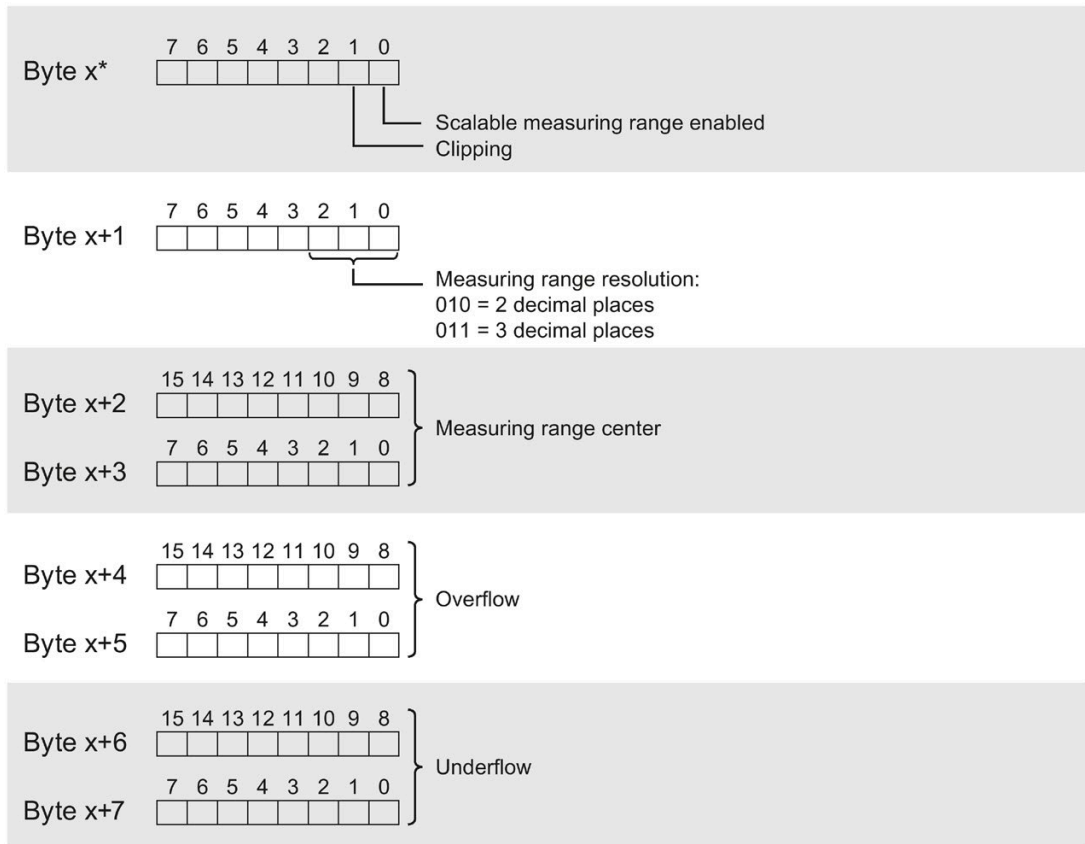 7 6 5 4 3 2 1 0
Byte x*
Scalable measuring range enabled
Clipping
7 6 5 4 3 2 1 0
Byte x+1
Measuring range resolution:
010 = 2 decimal places
011 = 3 decimal places
15 14 13 12 11 10 9 8
Byte x+2
Measuring range center
7 6 5 4 3 2 1 0
Byte x+3
15 14 13 12 11 10 9 8
Byte x+4
Overflow
7 6 5 4 3 2 1 0
Byte x+5
15 14 13 12 11 10 9 8
Byte x+6
Underflow
7 6 5 4 3 2 1 0
Byte x+7